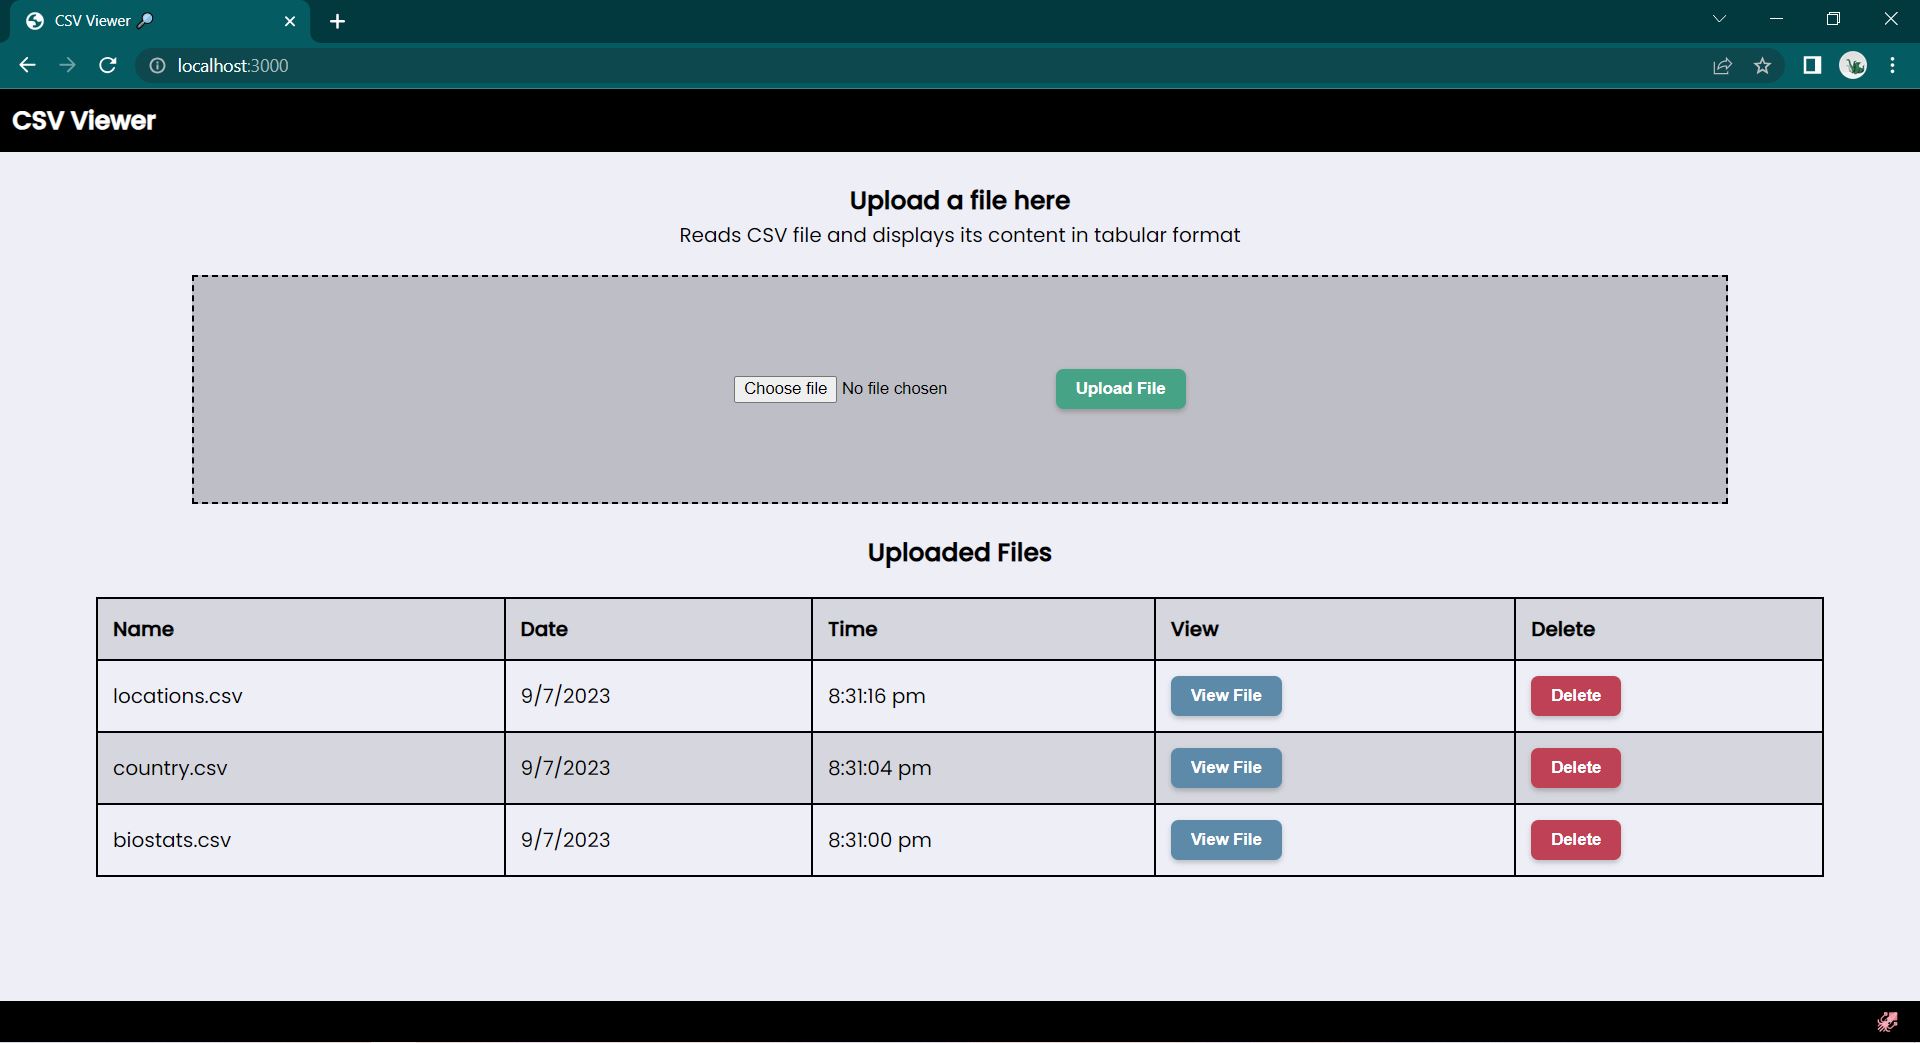 CSV Viewer 🔎
localhost:3000
CSV Viewer
Upload a file here
Reads CSV file and displays its content in tabular format
Choose file No file chosen Upload File
Uploaded Files
Name Date Time View Delete
locations.csv 9/7/2023 8:31:16 pm View File Delete
country.csv 9/7/2023 8:31:04 pm View File Delete
biostats.csv 9/7/2023 8:31:00 pm View File Delete